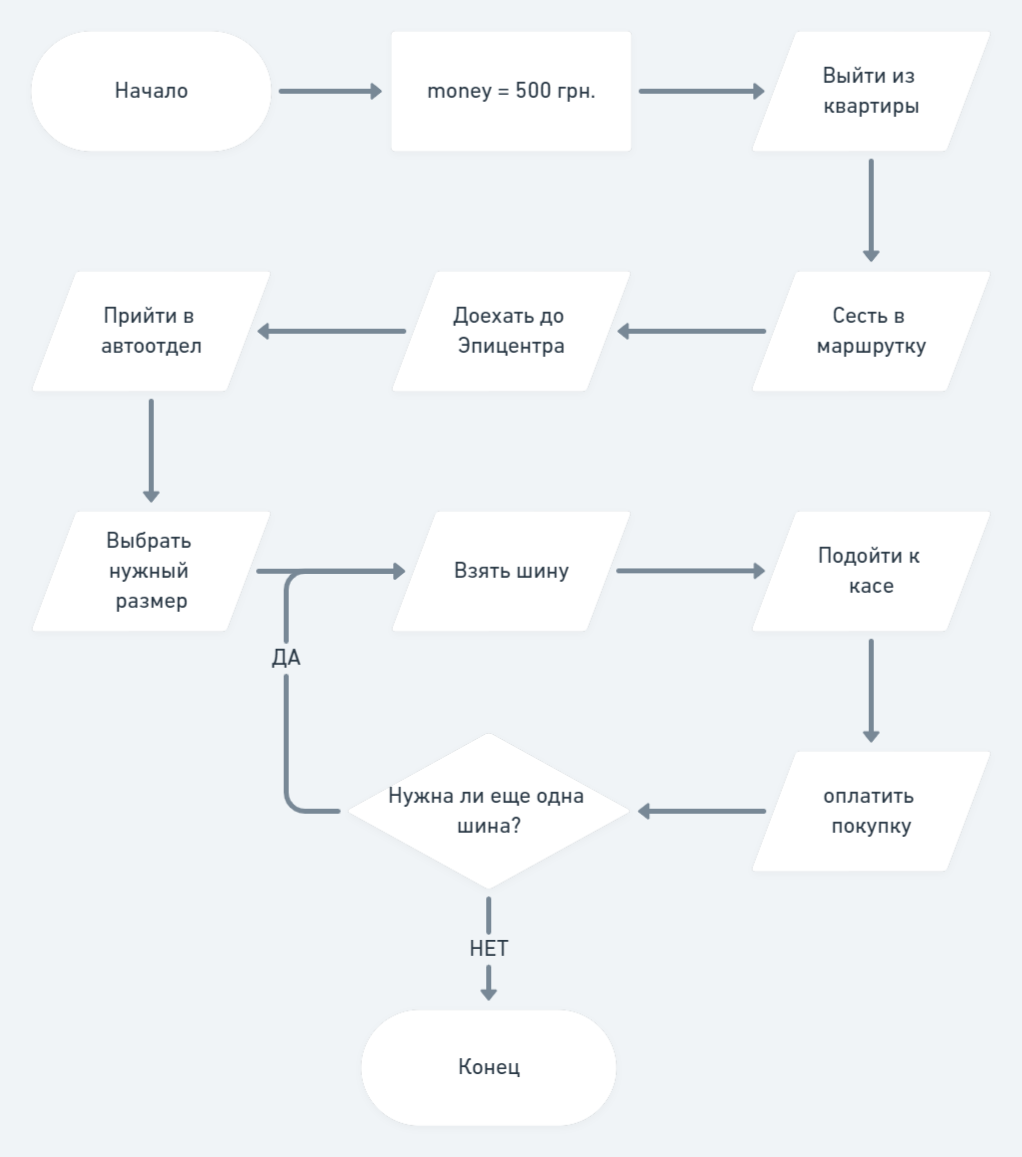 Начало
money = 500 грн.
Выйти из
квартиры
Сесть в
маршрутку
Доехать до
Эпицентра
Прийти в
автоотдел
Выбрать
нужный
размер
Взять шину
Подойти к
касе
оплатить
покупку
Нужна ли еще одна
шина?
ДА
НЕТ
Конец